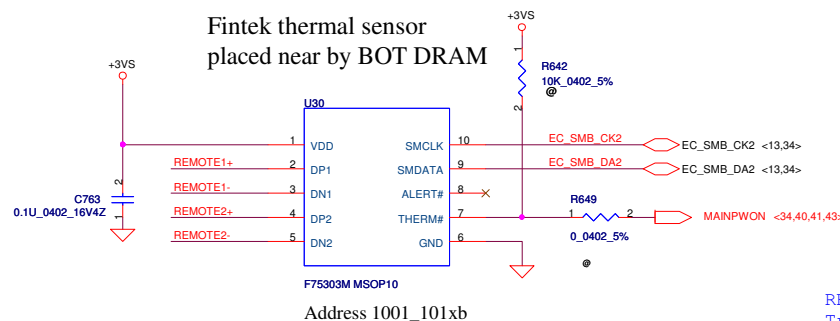 Fintek thermal sensor
placed near by BOT DRAM
+3VS
+3VS
1
R642
10K_0402_5%
@
2
U30
1 VDD SMCLK 10 EC_SMB_CK2 EC_SMB_CK2 <13,34>
REMOTE1+ 2 DP1 SMDATA 9 EC_SMB_DA2 EC_SMB_DA2 <13,34>
REMOTE1- 3 DN1 ALERT# 8
REMOTE2+ 4 DP2 THERM# 7 1 R649 2 MAINPWON <34,40,41,43>
REMOTE2- 5 DN2 GND 6 0_0402_5%
@
2
C763
0.1U_0402_16V4Z
1
F75303M MSOP10
Address 1001_101xb